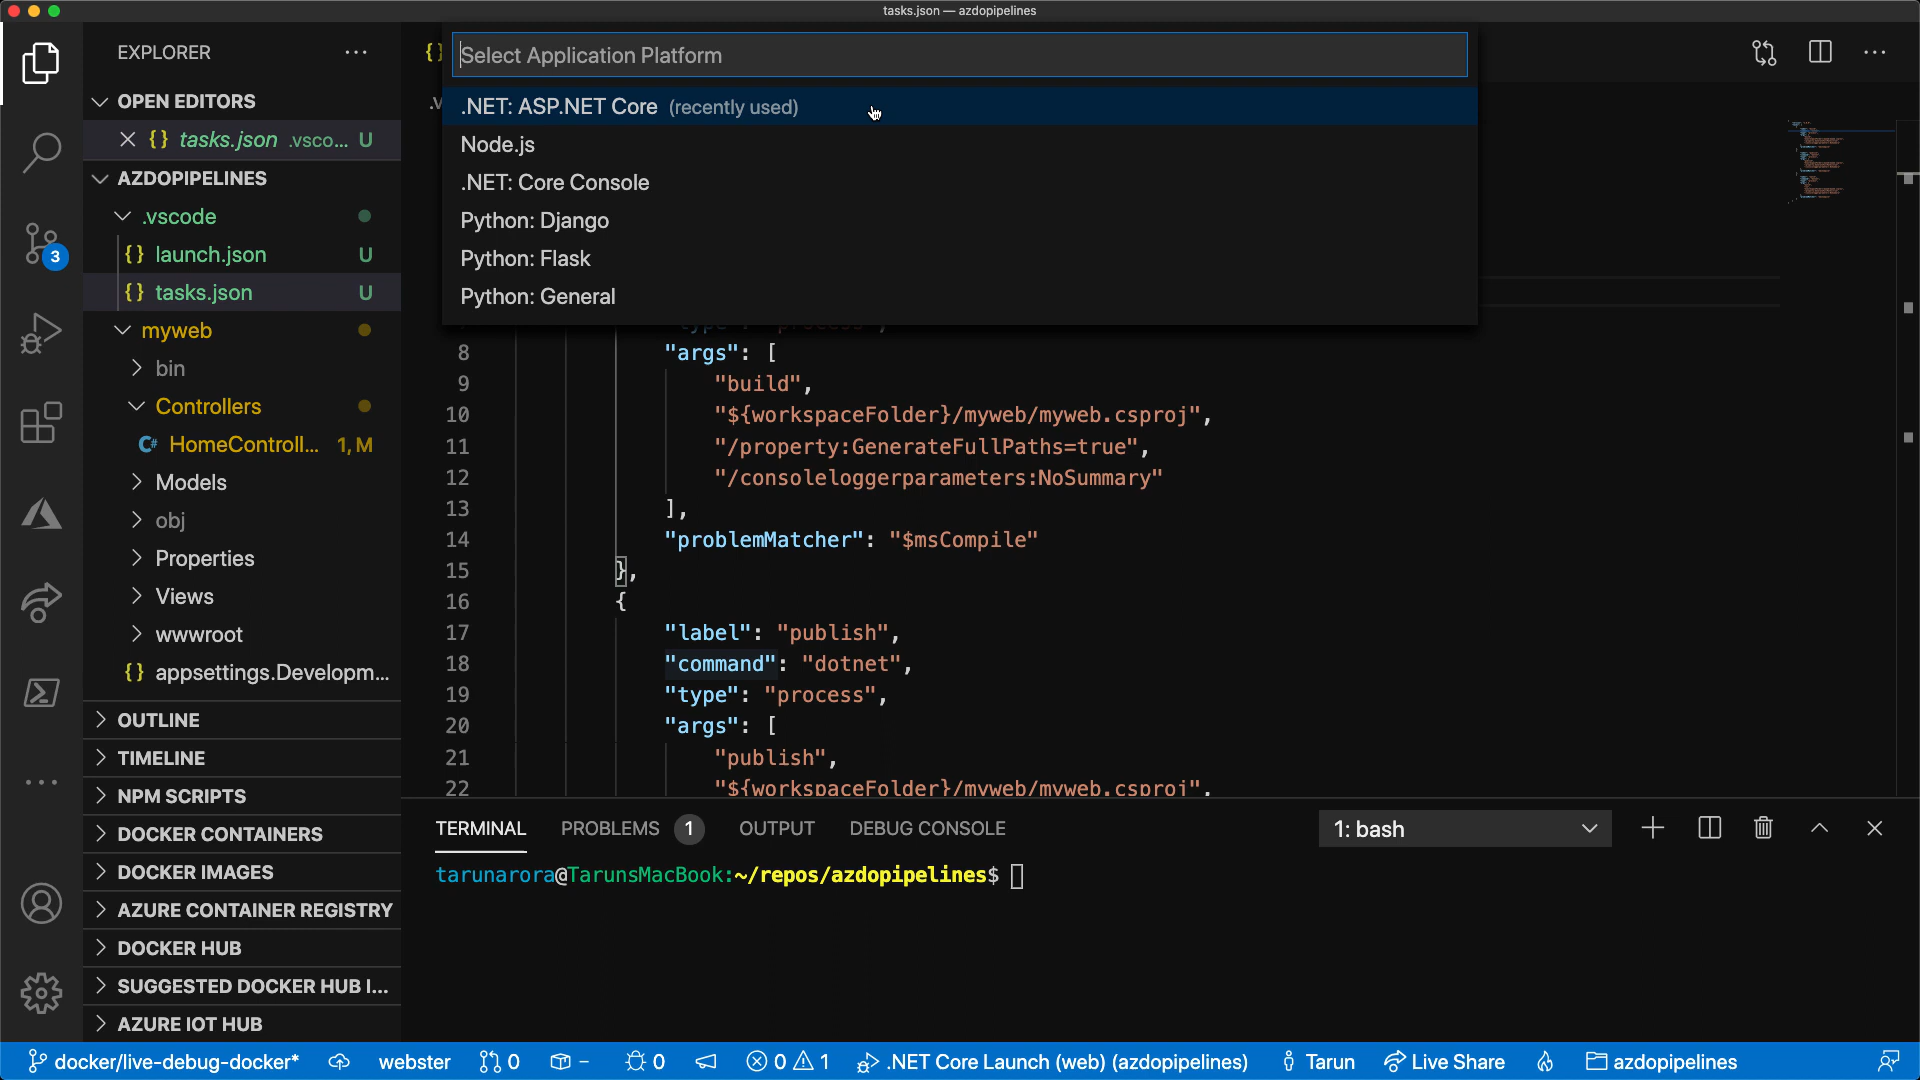 tasks.json — azdopipelines
EXPLORER
OPEN EDITORS
tasks.json .vsco... U
AZDOPIPELINES
.vscode
launch.json U
tasks.json U
myweb
bin
Controllers
C# HomeControll... 1, M
Models
obj
Properties
Views
wwwroot
{} appsettings.Developm...
OUTLINE
TIMELINE
NPM SCRIPTS
DOCKER CONTAINERS
DOCKER IMAGES
AZURE CONTAINER REGISTRY
DOCKER HUB
SUGGESTED DOCKER HUB I...
AZURE IOT HUB
3
Select Application Platform
.NET: ASP.NET Core (recently used)
Node.js
.NET: Core Console
Python: Django
Python: Flask
Python: General
8 "args": [
9 "build",
10 "${workspaceFolder}/myweb/myweb.csproj",
11 "/property:GenerateFullPaths=true",
12 "/consoleloggerparameters:NoSummary"
13 ],
14 "problemMatcher": "$msCompile"
15 },
16 {
17 "label": "publish",
18 "command": "dotnet",
19 "type": "process",
20 "args": [
21 "publish",
22 "${workspaceFolder}/myweb/myweb.csproj",
TERMINAL PROBLEMS 1 OUTPUT DEBUG CONSOLE 1: bash
tarunarora@TarunsMacBook:~/repos/azdopipelines$
docker/live-debug-docker* webster 0 - 0 0 1 .NET Core Launch (web) (azdopipelines) Tarun Live Share azdopipelines